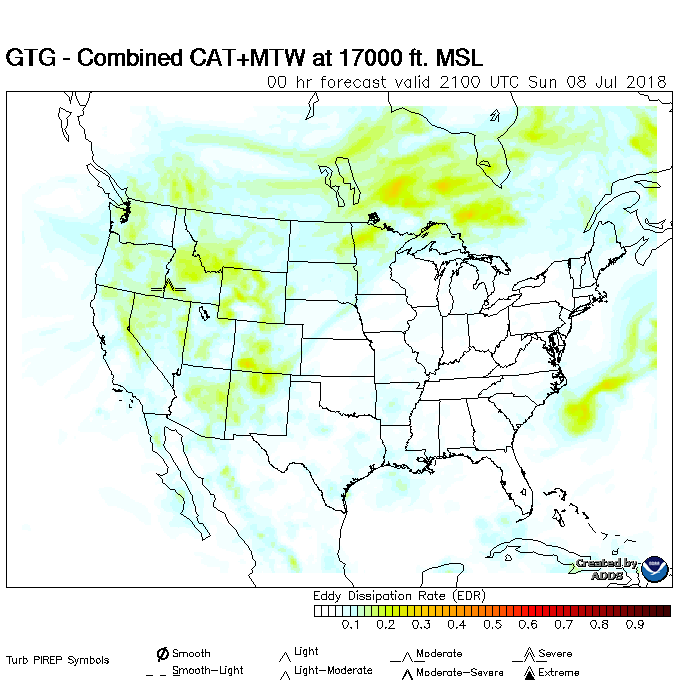 GTG - Combined CAT+MTW at 17000 ft. MSL
00 hr forecast valid 2100 UTC Sun 08 Jul 2018
Created by
ADDS
Eddy Dissipation Rate (EDR)
0.1 0.2 0.3 0.4 0.5 0.6 0.7 0.8 0.9
Turb PIREP Symbols
Smooth Light Moderate Severe
Smooth-Light Light-Moderate Moderate-Severe Extreme